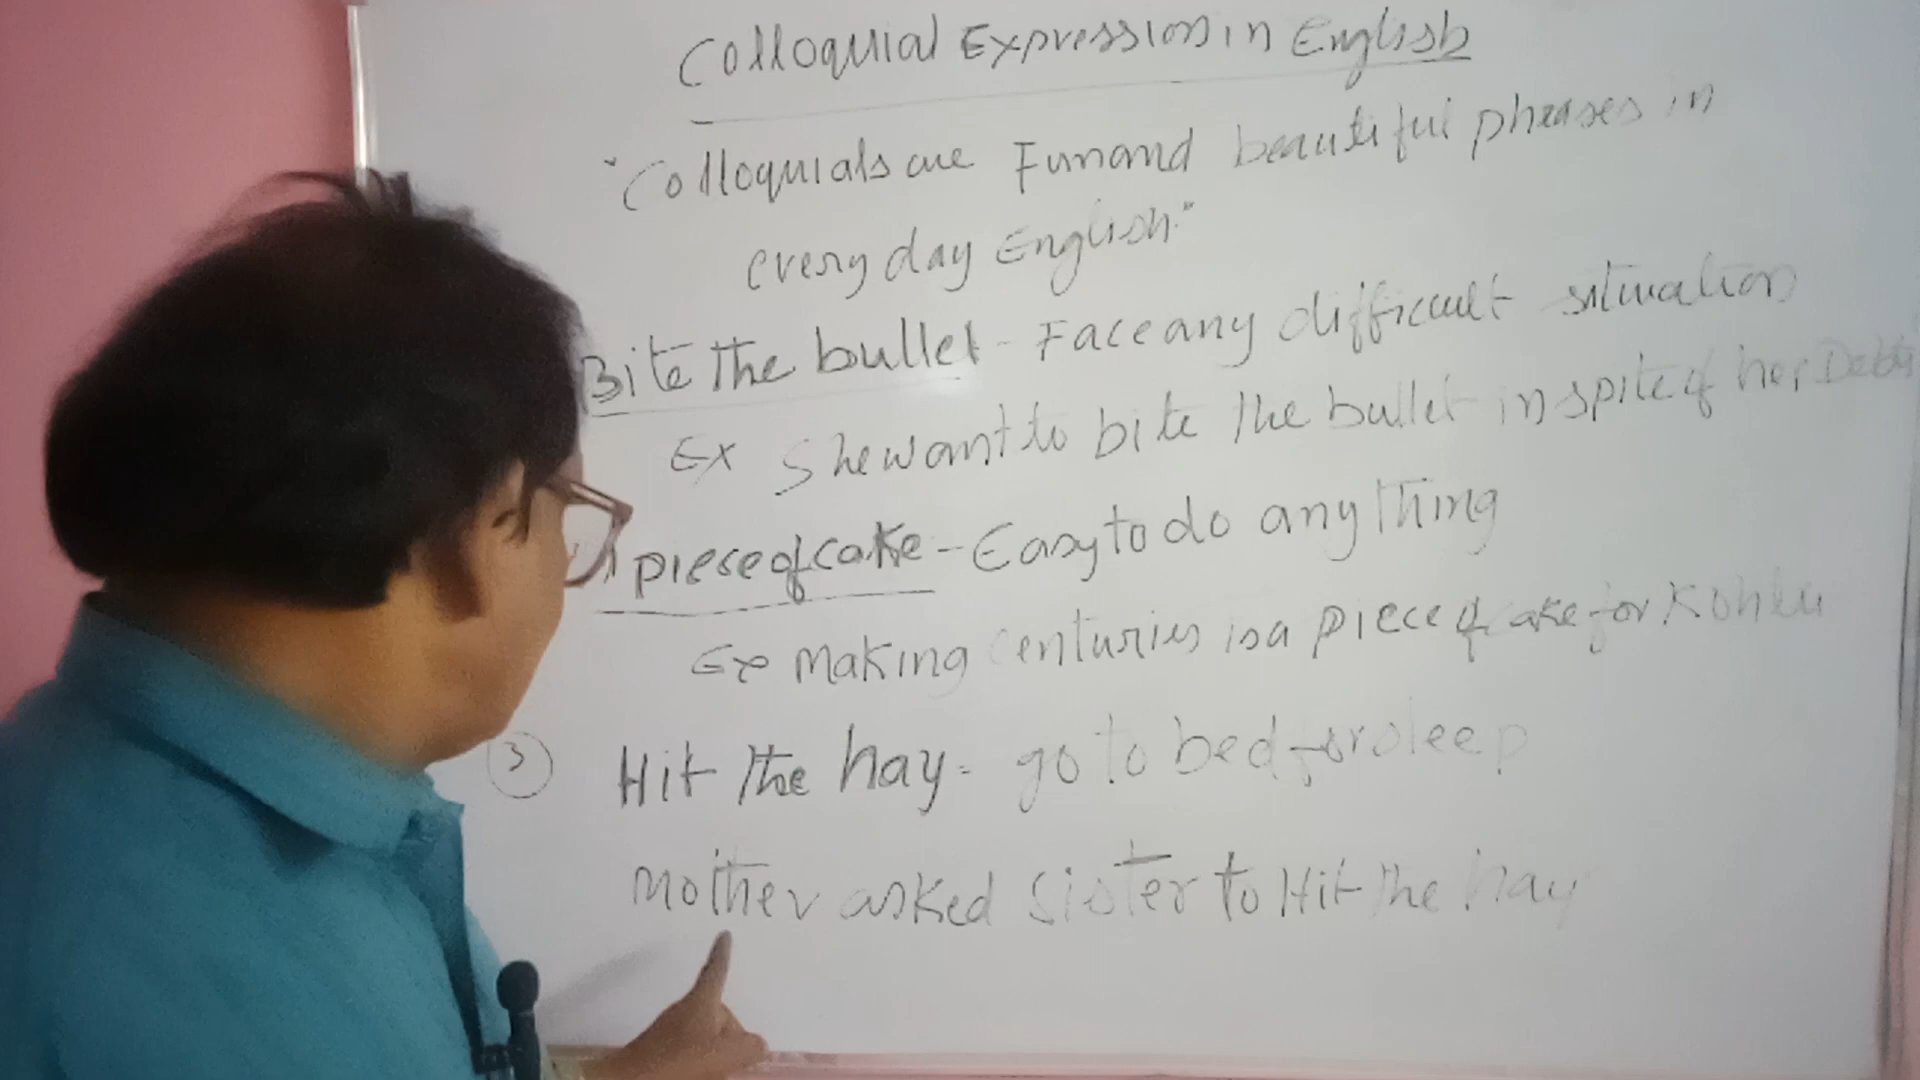 Colloquial Expression in English
"Colloquials are Fun and beautiful phrases in
every day English."
Bite The bullet - Face any difficult situation
Ex She want to bite The bullet in spite of her
A piece of cake - Easy to do any Thing
Ex Making Centuries is a piece of cake for Kohli
3 Hit The hay - go to bed for sleep
Mother asked Sister to Hit The hay